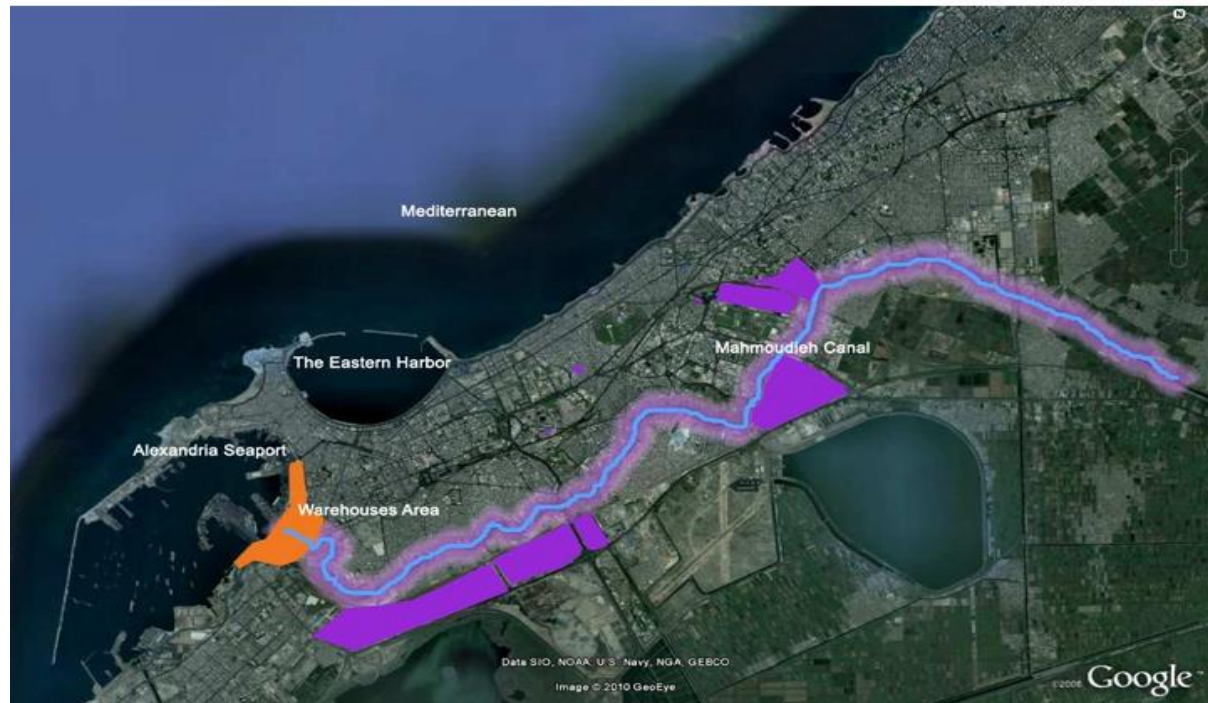 N
Mediterranean
Mahmoudieh Canal
The Eastern Harbor
Alexandria Seaport
Warehouses Area
Data SIO, NOAA, U.S. Navy, NGA, GEBCO
Image © 2010 GeoEye
©2008 Google